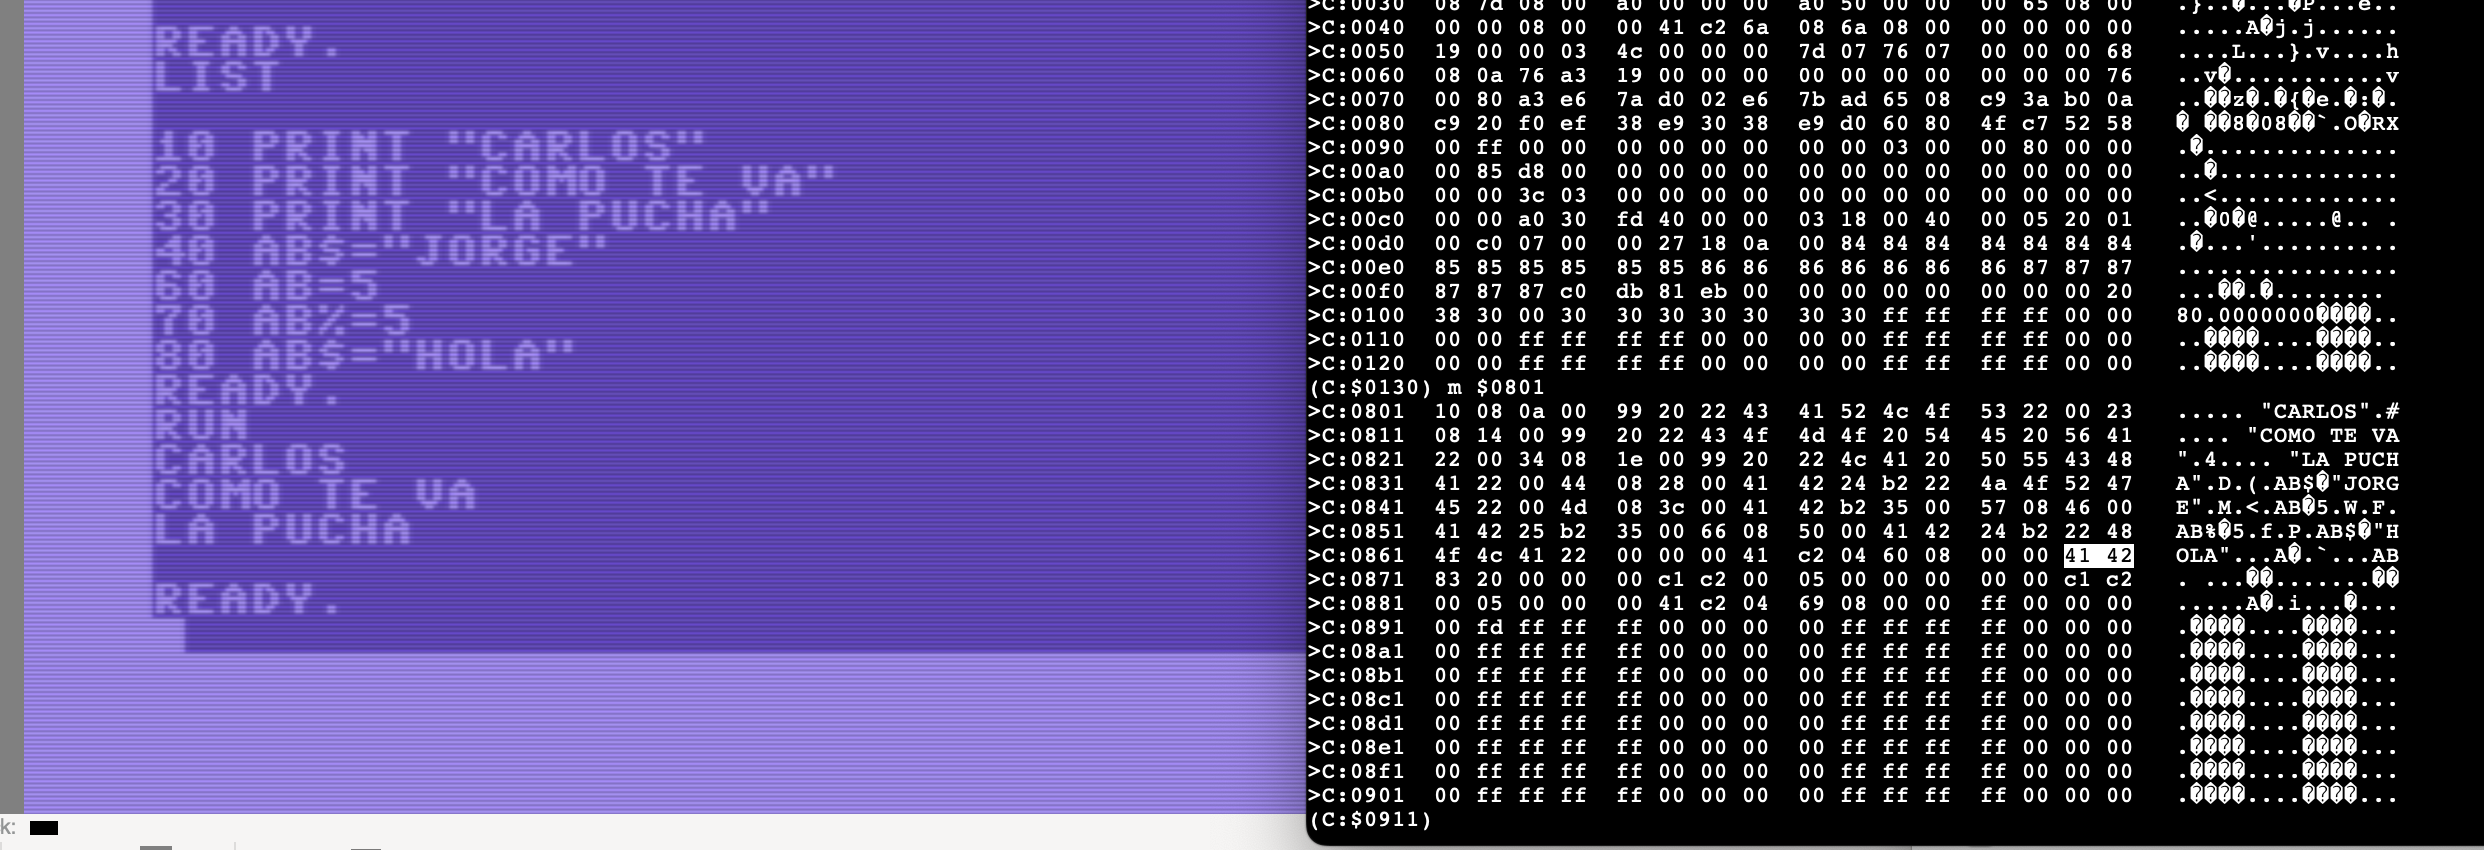 READY.
LIST
10 PRINT "CARLOS"
20 PRINT "COMO TE VA"
30 PRINT "LA PUCHA"
40 AB$="JORGE"
60 AB=5
70 AB%=5
80 AB$="HOLA"
READY.
RUN
CARLOS
COMO TE VA
LA PUCHA
READY.
k:
>C:0030 08 7d 08 00 a0 00 00 00 a0 50 00 00 00 65 08 00 .}..�...�P...e..
>C:0040 00 00 08 00 00 41 c2 6a 08 6a 08 00 00 00 00 00 .....A�j.j......
>C:0050 19 00 00 03 4c 00 00 00 7d 07 76 07 00 00 00 68 ....L...}.v....h
>C:0060 08 0a 76 a3 19 00 00 00 00 00 00 00 00 00 00 76 ..v�...........v
>C:0070 00 80 a3 e6 7a d0 02 e6 7b ad 65 08 c9 3a b0 0a ..��z�.�{�e.�:�.
>C:0080 c9 20 f0 ef 38 e9 30 38 e9 d0 60 80 4f c7 52 58 � ��8�08��`.O�RX
>C:0090 00 ff 00 00 00 00 00 00 00 00 03 00 00 80 00 00 .�..............
>C:00a0 00 85 d8 00 00 00 00 00 00 00 00 00 00 00 00 00 ..�.............
>C:00b0 00 00 3c 03 00 00 00 00 00 00 00 00 00 00 00 00 ..<.............
>C:00c0 00 00 a0 30 fd 40 00 00 03 18 00 40 00 05 20 01 ..�0�@.....@.. .
>C:00d0 00 c0 07 00 00 27 18 0a 00 84 84 84 84 84 84 84 .�...'..........
>C:00e0 85 85 85 85 85 85 86 86 86 86 86 86 86 87 87 87 ................
>C:00f0 87 87 87 c0 db 81 eb 00 00 00 00 00 00 00 00 20 ...��.�........
>C:0100 38 30 00 30 30 30 30 30 30 30 ff ff ff ff 00 00 80.0000000����..
>C:0110 00 00 ff ff ff ff 00 00 00 00 ff ff ff ff 00 00 ..����....����..
>C:0120 00 00 ff ff ff ff 00 00 00 00 ff ff ff ff 00 00 ..����....����..
(C:$0130) m $0801
>C:0801 10 08 0a 00 99 20 22 43 41 52 4c 4f 53 22 00 23 ..... "CARLOS".#
>C:0811 08 14 00 99 20 22 43 4f 4d 4f 20 54 45 20 56 41 .... "COMO TE VA
>C:0821 22 00 34 08 1e 00 99 20 22 4c 41 20 50 55 43 48 ".4.... "LA PUCH
>C:0831 41 22 00 44 08 28 00 41 42 24 b2 22 4a 4f 52 47 A".D.(.AB$�"JORG
>C:0841 45 22 00 4d 08 3c 00 41 42 b2 35 00 57 08 46 00 E".M.<.AB�5.W.F.
>C:0851 41 42 25 b2 35 00 66 08 50 00 41 42 24 b2 22 48 AB%�5.f.P.AB$�"H
>C:0861 4f 4c 41 22 00 00 00 41 c2 04 60 08 00 00 41 42 OLA"...A�.`...AB
>C:0871 83 20 00 00 00 c1 c2 00 05 00 00 00 00 00 c1 c2 . ...��.......��
>C:0881 00 05 00 00 00 41 c2 04 69 08 00 00 ff 00 00 00 .....A�.i...�...
>C:0891 00 fd ff ff ff 00 00 00 00 ff ff ff ff 00 00 00 .����....����...
>C:08a1 00 ff ff ff ff 00 00 00 00 ff ff ff ff 00 00 00 .����....����...
>C:08b1 00 ff ff ff ff 00 00 00 00 ff ff ff ff 00 00 00 .����....����...
>C:08c1 00 ff ff ff ff 00 00 00 00 ff ff ff ff 00 00 00 .����....����...
>C:08d1 00 ff ff ff ff 00 00 00 00 ff ff ff ff 00 00 00 .����....����...
>C:08e1 00 ff ff ff ff 00 00 00 00 ff ff ff ff 00 00 00 .����....����...
>C:08f1 00 ff ff ff ff 00 00 00 00 ff ff ff ff 00 00 00 .����....����...
>C:0901 00 ff ff ff ff 00 00 00 00 ff ff ff ff 00 00 00 .����....����...
(C:$0911)